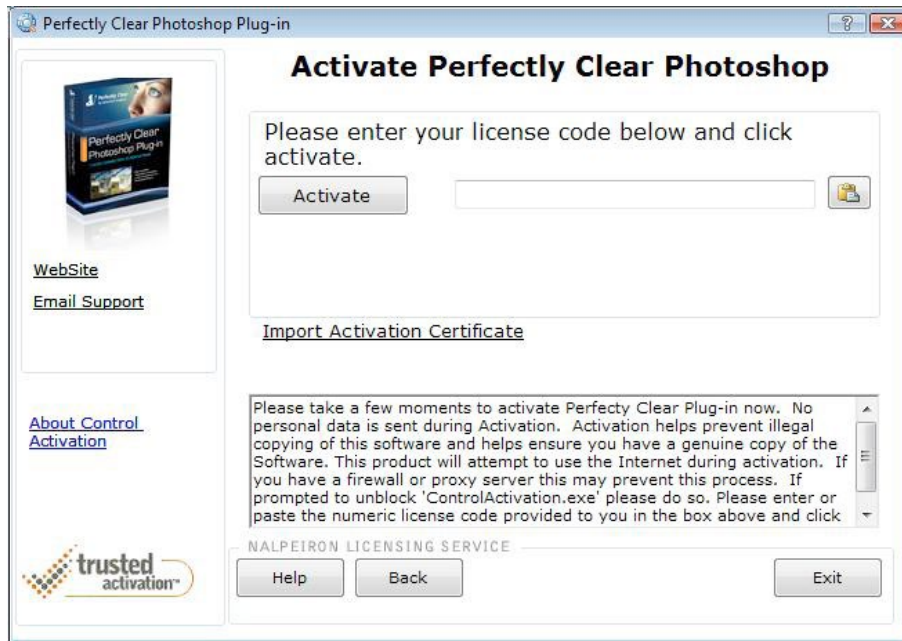 Perfectly Clear Photoshop Plug-in
Activate Perfectly Clear Photoshop
Perfectly Clear
Photoshop Plug-in
WebSite
Email Support
Please enter your license code below and click
activate.
Activate
Import Activation Certificate
About Control
Activation
Please take a few moments to activate Perfecty Clear Plug-in now. No
personal data is sent during Activation. Activation helps prevent illegal
copying of this software and helps ensure you have a genuine copy of the
Software. This product will attempt to use the Internet during activation. If
you have a firewall or proxy server this may prevent this process. If
prompted to unblock 'ControlActivation.exe' please do so. Please enter or
paste the numeric license code provided to you in the box above and click
trusted
activation™
NALPEIRON LICENSING SERVICE
Help
Back
Exit